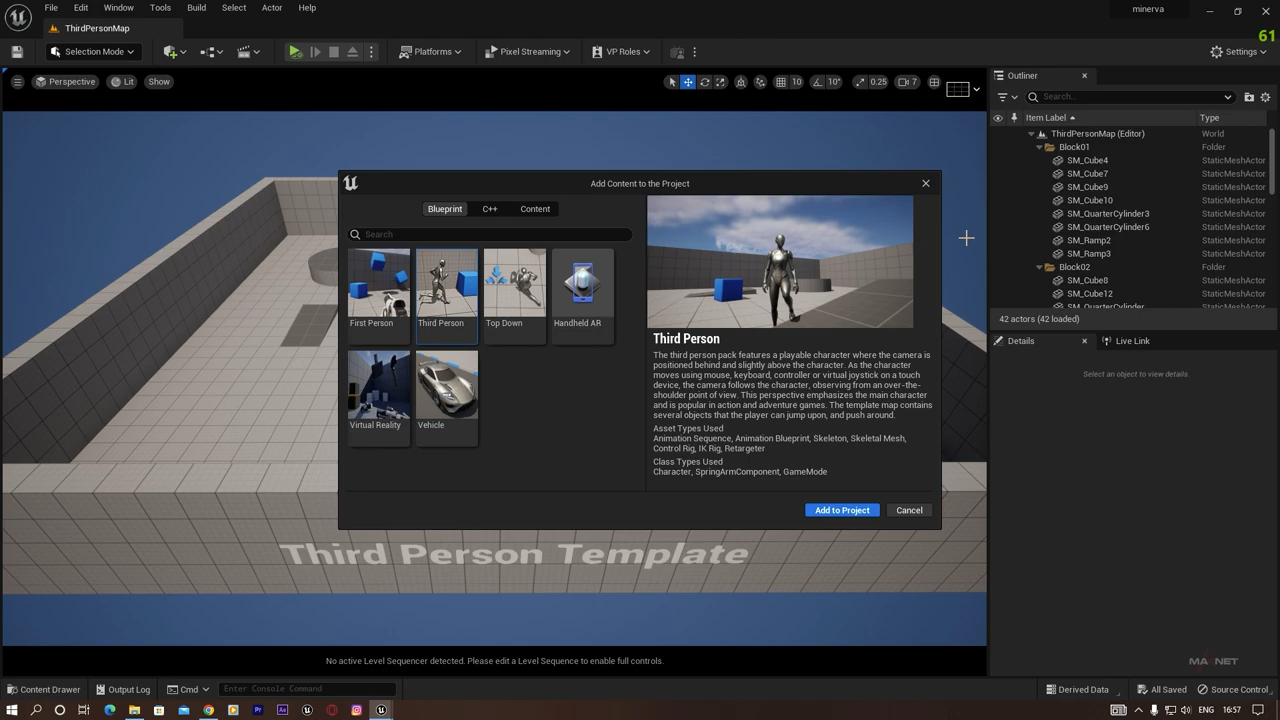 File Edit Window Tools Build Select Actor Help
minerva
ThirdPersonMap
61
Selection Mode
Platforms
Pixel Streaming
VP Roles
Settings
Perspective
Lit
Show
10
10°
0.25
7
Outliner
Search...
Item Label
Type
ThirdPersonMap (Editor) World
Block01 Folder
SM_Cube4 StaticMeshActor
SM_Cube7 StaticMeshActor
SM_Cube9 StaticMeshActor
SM_Cube10 StaticMeshActor
SM_QuarterCylinder3 StaticMeshActor
SM_QuarterCylinder6 StaticMeshActor
SM_Ramp2 StaticMeshActor
SM_Ramp3 StaticMeshActor
Block02 Folder
SM_Cube8 StaticMeshActor
SM_Cube12 StaticMeshActor
SM_QuarterCylinder StaticMeshActor
42 actors (42 loaded)
Details
Live Link
Select an object to view details.
Add Content to the Project
Blueprint
C++
Content
Search
First Person
Third Person
Top Down
Handheld AR
Virtual Reality
Vehicle
Third Person
The third person pack features a playable character where the camera is
positioned behind and slightly above the character. As the character
moves using mouse, keyboard, controller or virtual joystick on a touch
device, the camera follows the character, observing from an over-the-
shoulder point of view. This perspective emphasizes the main character
and is popular in action and adventure games. The template map contains
several objects that the player can jump upon, and push around.
Asset Types Used
Animation Sequence, Animation Blueprint, Skeleton, Skeletal Mesh,
Control Rig, IK Rig, Retargeter
Class Types Used
Character, SpringArmComponent, GameMode
Add to Project
Cancel
Third Person Template
No active Level Sequencer detected. Please edit a Level Sequence to enable full controls.
Content Drawer
Output Log
Cmd
Enter Console Command
Derived Data
All Saved
Source Control
ENG
16:57